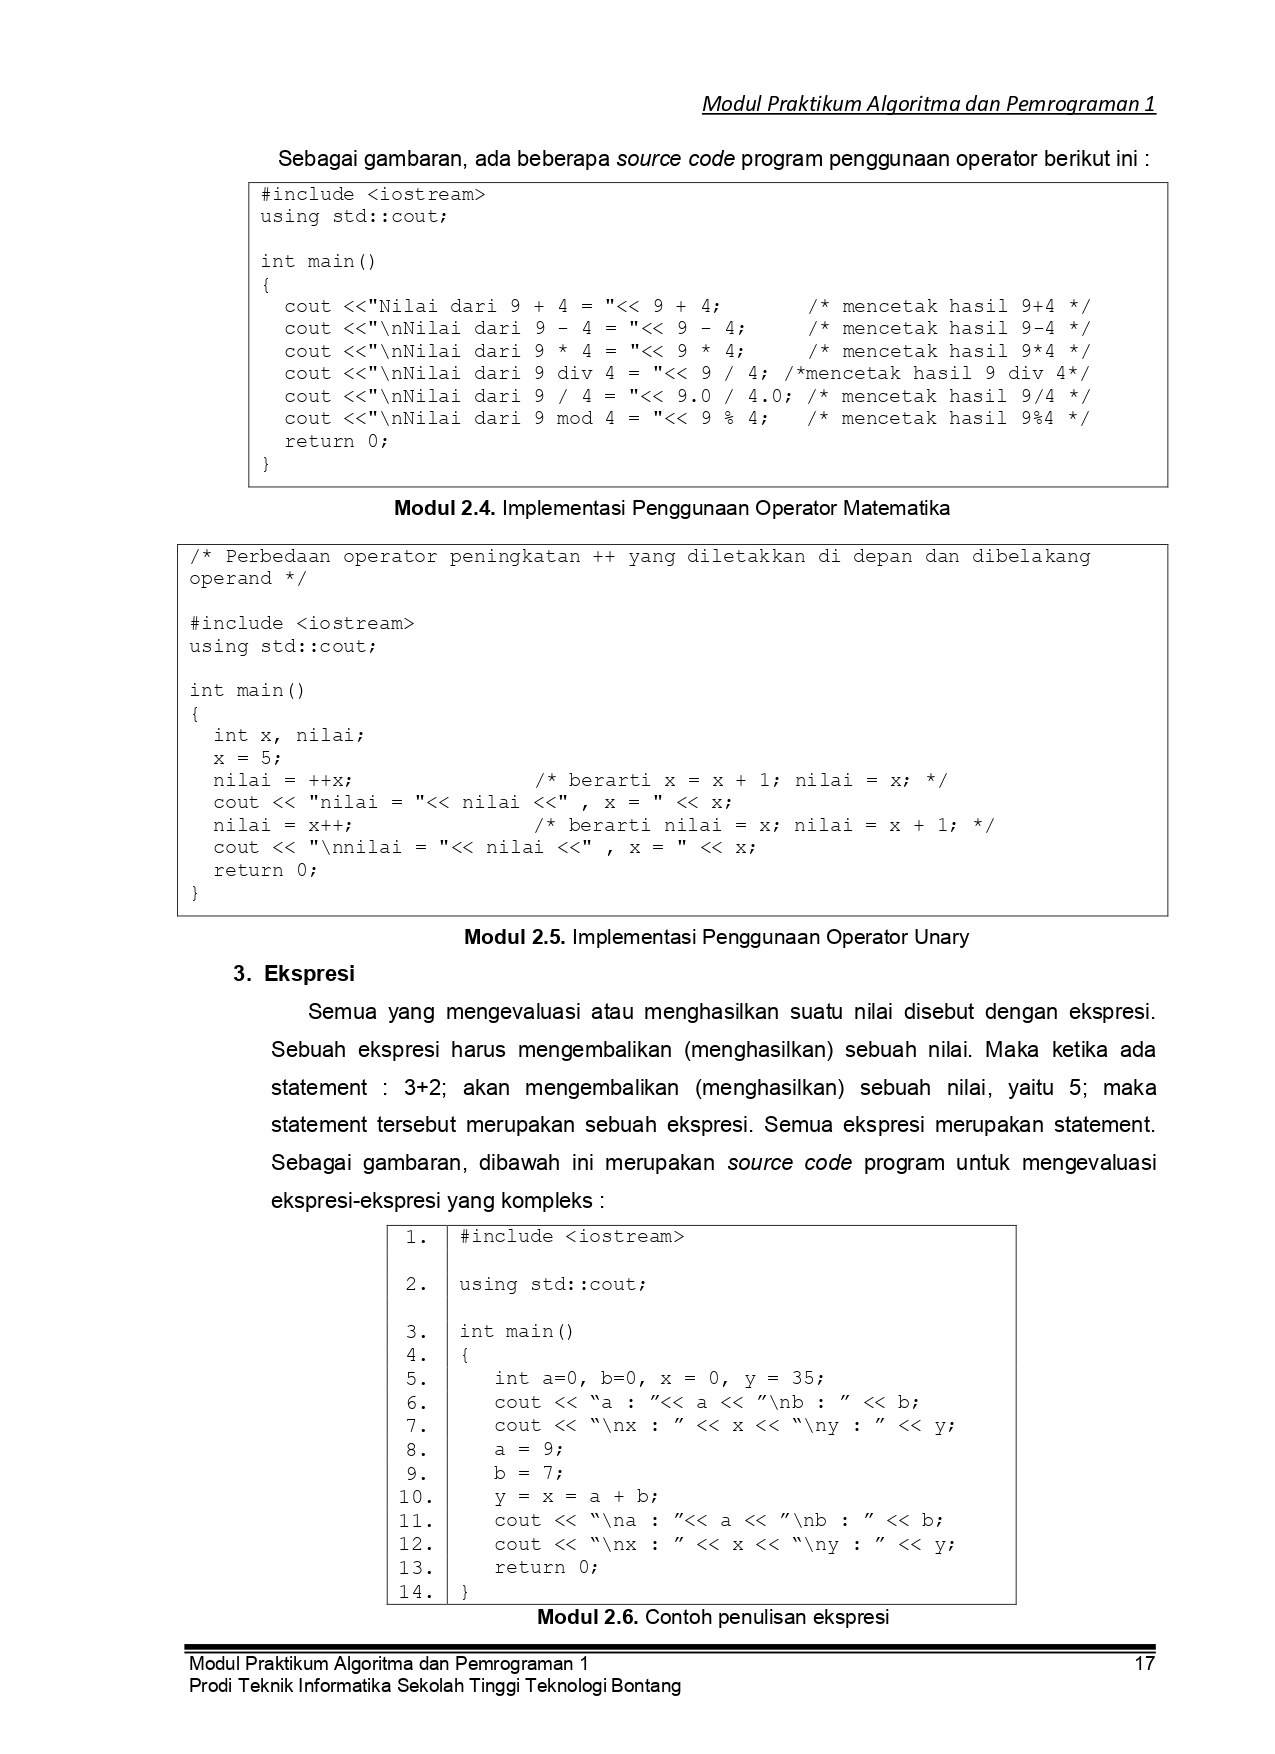 Modul Praktikum Algoritma dan Pemrograman 1
Sebagai gambaran, ada beberapa source code program penggunaan operator berikut ini :
#include <iostream>
using std::cout;
int main()
{
cout <<"Nilai dari 9 + 4 = "<< 9 + 4; /* mencetak hasil 9+4 */
cout <<"\nNilai dari 9 - 4 = "<< 9 - 4; /* mencetak hasil 9-4 */
cout <<"\nNilai dari 9 * 4 = "<< 9 * 4; /* mencetak hasil 9*4 */
cout <<"\nNilai dari 9 div 4 = "<< 9 / 4; /*mencetak hasil 9 div 4*/
cout <<"\nNilai dari 9 / 4 = "<< 9.0 / 4.0; /* mencetak hasil 9/4 */
cout <<"\nNilai dari 9 mod 4 = "<< 9 % 4; /* mencetak hasil 9%4 */
return 0;
}
Modul 2.4. Implementasi Penggunaan Operator Matematika
/* Perbedaan operator peningkatan ++ yang diletakkan di depan dan dibelakang
operand */
#include <iostream>
using std::cout;
int main()
{
int x, nilai;
x = 5;
nilai = ++x; /* berarti x = x + 1; nilai = x; */
cout << "nilai = "<< nilai <<" , x = " << x;
nilai = x++; /* berarti nilai = x; nilai = x + 1; */
cout << "\nnilai = "<< nilai <<" , x = " << x;
return 0;
}
Modul 2.5. Implementasi Penggunaan Operator Unary
3. Ekspresi
Semua yang mengevaluasi atau menghasilkan suatu nilai disebut dengan ekspresi.
Sebuah ekspresi harus mengembalikan (menghasilkan) sebuah nilai. Maka ketika ada
statement : 3+2; akan mengembalikan (menghasilkan) sebuah nilai, yaitu 5; maka
statement tersebut merupakan sebuah ekspresi. Semua ekspresi merupakan statement.
Sebagai gambaran, dibawah ini merupakan source code program untuk mengevaluasi
ekspresi-ekspresi yang kompleks :
1. #include <iostream>
2. using std::cout;
3. int main()
4. {
5. int a=0, b=0, x = 0, y = 35;
6. cout << “a : ”<< a << ”\nb : ” << b;
7. cout << “\nx : ” << x << “\ny : ” << y;
8. a = 9;
9. b = 7;
10. y = x = a + b;
11. cout << “\na : ”<< a << ”\nb : ” << b;
12. cout << “\nx : ” << x << “\ny : ” << y;
13. return 0;
14. }
Modul 2.6. Contoh penulisan ekspresi
Modul Praktikum Algoritma dan Pemrograman 1 17
Prodi Teknik Informatika Sekolah Tinggi Teknologi Bontang